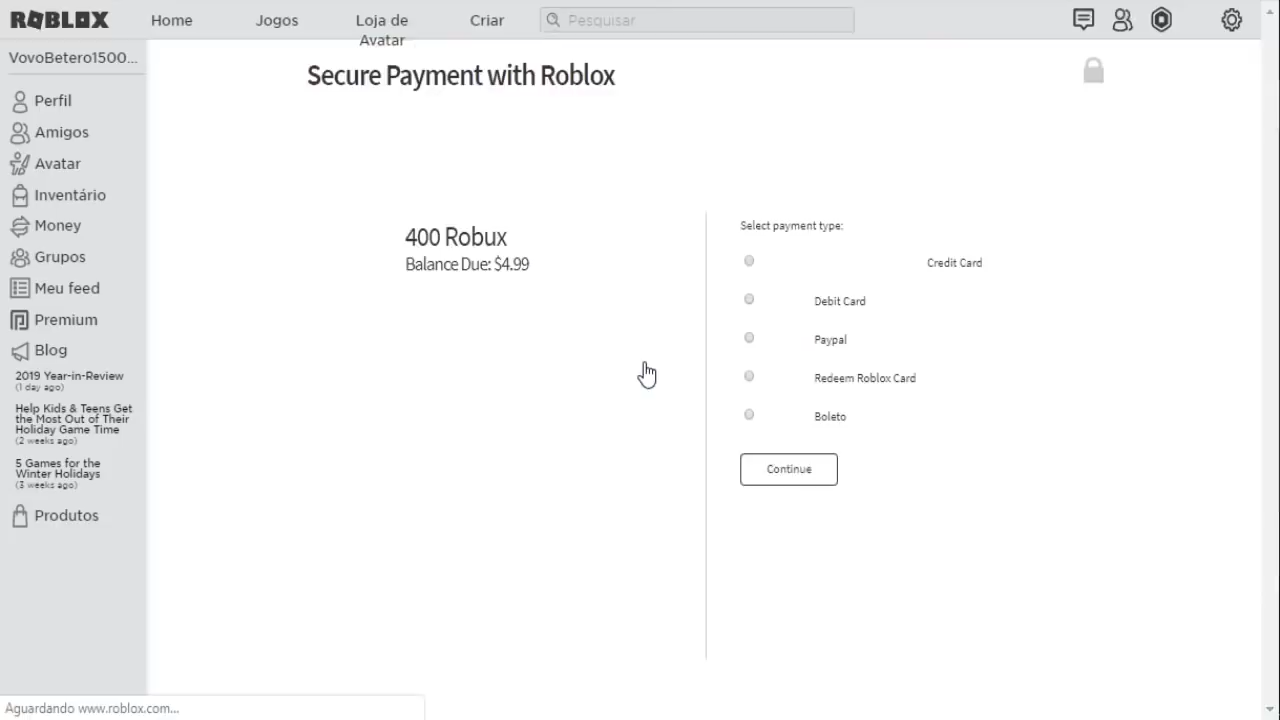 ROBLOX
Home
Jogos
Loja de
Avatar
Criar
Pesquisar
VovoBetero1500...
Perfil
Amigos
Avatar
Inventário
Money
Grupos
Meu feed
Premium
Blog
2019 Year-in-Review
(1 day ago)
Help Kids & Teens Get
the Most Out of Their
Holiday Game Time
(2 weeks ago)
5 Games for the
Winter Holidays
(3 weeks ago)
Produtos
Secure Payment with Roblox
400 Robux
Balance Due: $4.99
Select payment type:
Credit Card
Debit Card
Paypal
Redeem Roblox Card
Boleto
Continue
Aguardando www.roblox.com...